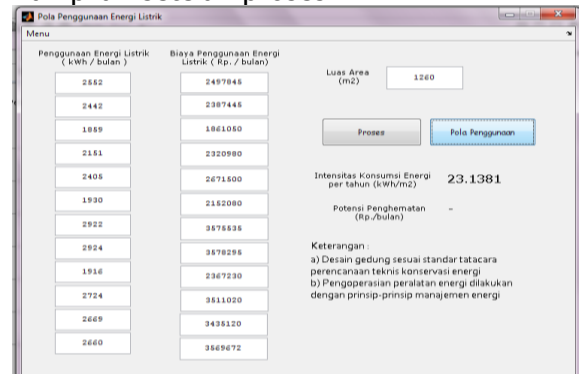 Pola Penggunaan Energi Listrik
Menu
Penggunaan Energi Listrik
( kWh / bulan )
2552
2442
1859
2151
2405
1930
2922
2924
1916
2724
2669
2660
Biaya Penggunaan Energi
Listrik ( Rp. / bulan)
2497845
2387445
1861050
2320980
2671500
2152080
3575535
3578295
2367230
3511020
3435120
3569672
Luas Area
(m2)
1260
Proses
Pola Penggunaan
Intensitas Konsumsi Energi
per tahun (kWh/m2)
23.1381
Potensi Penghematan
(Rp./bulan)
-
Keterangan :
a) Desain gedung sesuai standar tatacara
perencanaan teknis konservasi energi
b) Pengoperasian peralatan energi dilakukan
dengan prinsip-prinsip manajemen energi